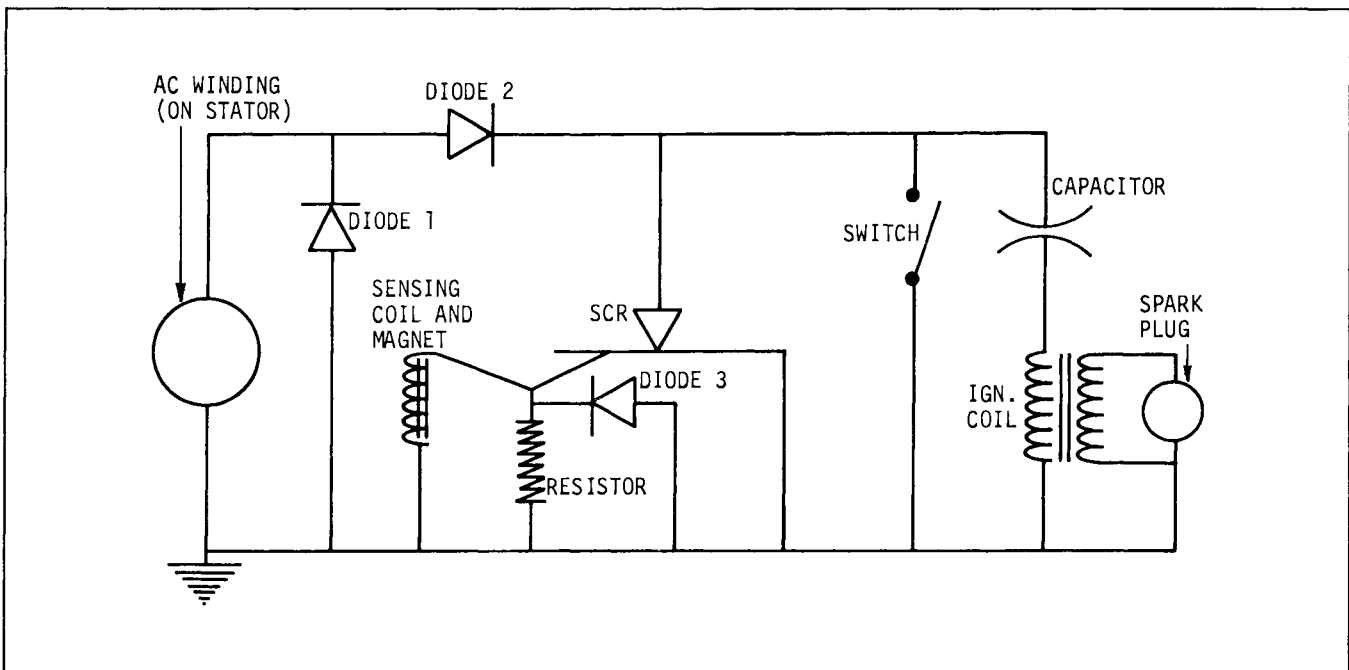 AC WINDING
(ON STATOR)
DIODE 2
DIODE 1
CAPACITOR
SWITCH
SENSING
COIL AND
MAGNET
SCR
SPARK
PLUG
DIODE 3
IGN.
COIL
RESISTOR